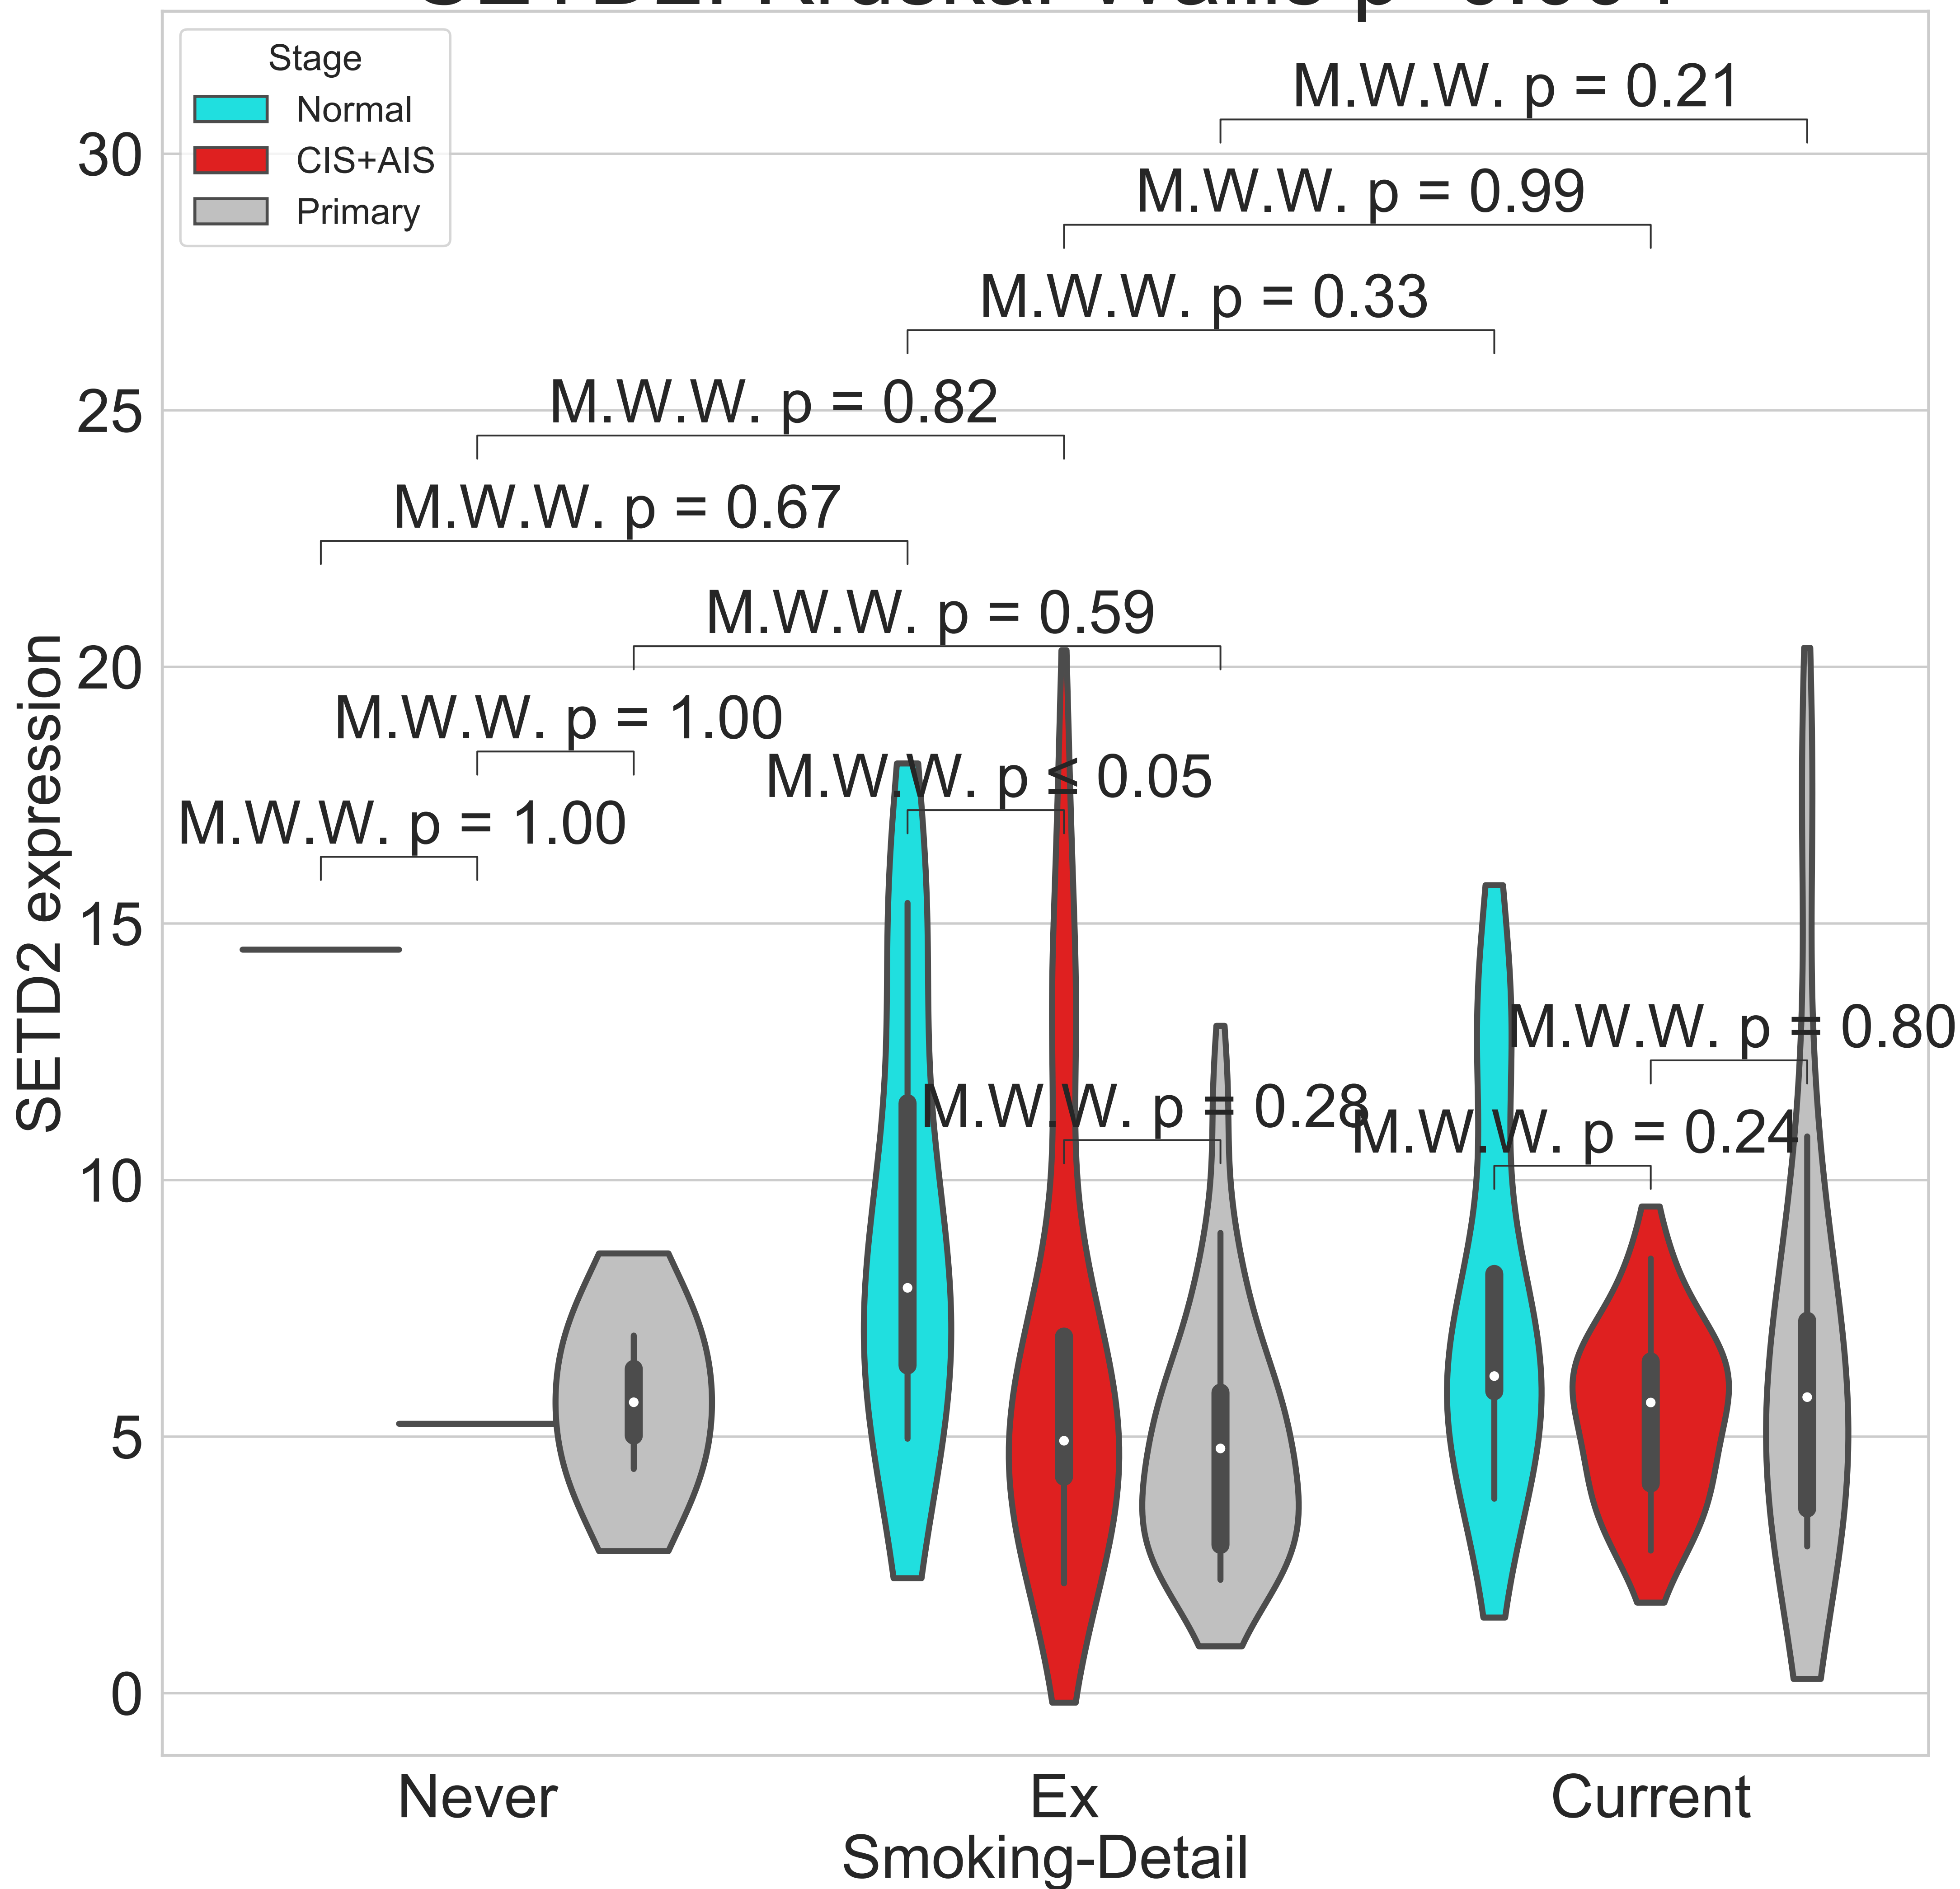 Stage
Normal
CIS+AIS
Primary
M.W.W. p = 0.21
M.W.W. p = 0.99
M.W.W. p = 0.33
M.W.W. p = 0.82
M.W.W. p = 0.67
M.W.W. p = 0.59
M.W.W. p = 1.00
M.W.W. p ≤ 0.05
M.W.W. p = 1.00
M.W.W. p = 0.80
M.W.W. p = 0.28
M.W.W. p = 0.24
30
25
20
15
10
5
0
SETD2 expression
Never
Ex
Current
Smoking-Detail